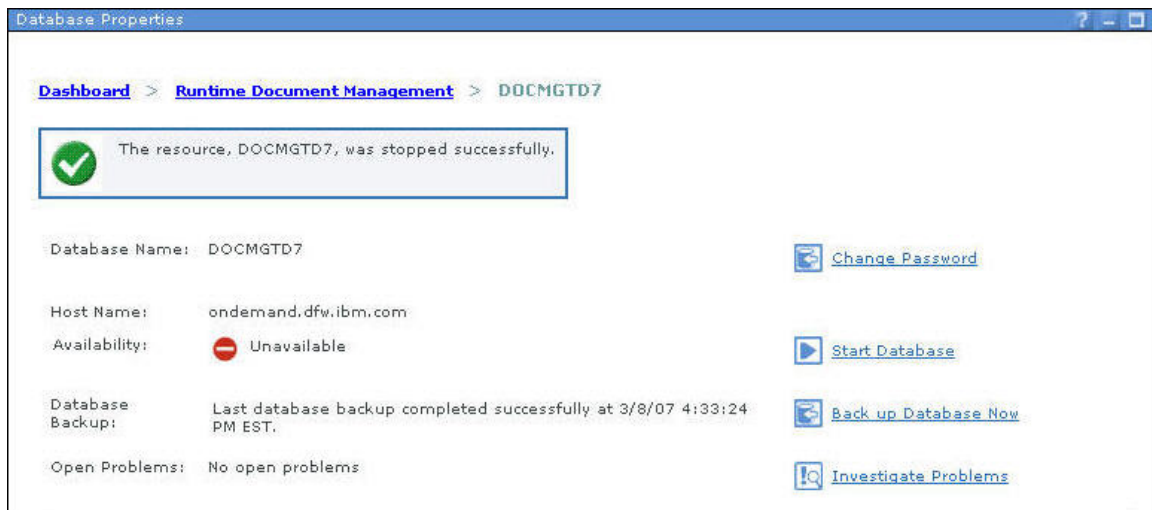 Database Properties
?
Dashboard > Runtime Document Management > DOCMGTD7
The resource, DOCMGTD7, was stopped successfully.
Database Name: DOCMGTD7
Change Password
Host Name: ondemand.dfw.ibm.com
Availability: Unavailable
Start Database
Database
Backup:
Last database backup completed successfully at 3/8/07 4:33:24
PM EST.
Back up Database Now
Open Problems: No open problems
Investigate Problems